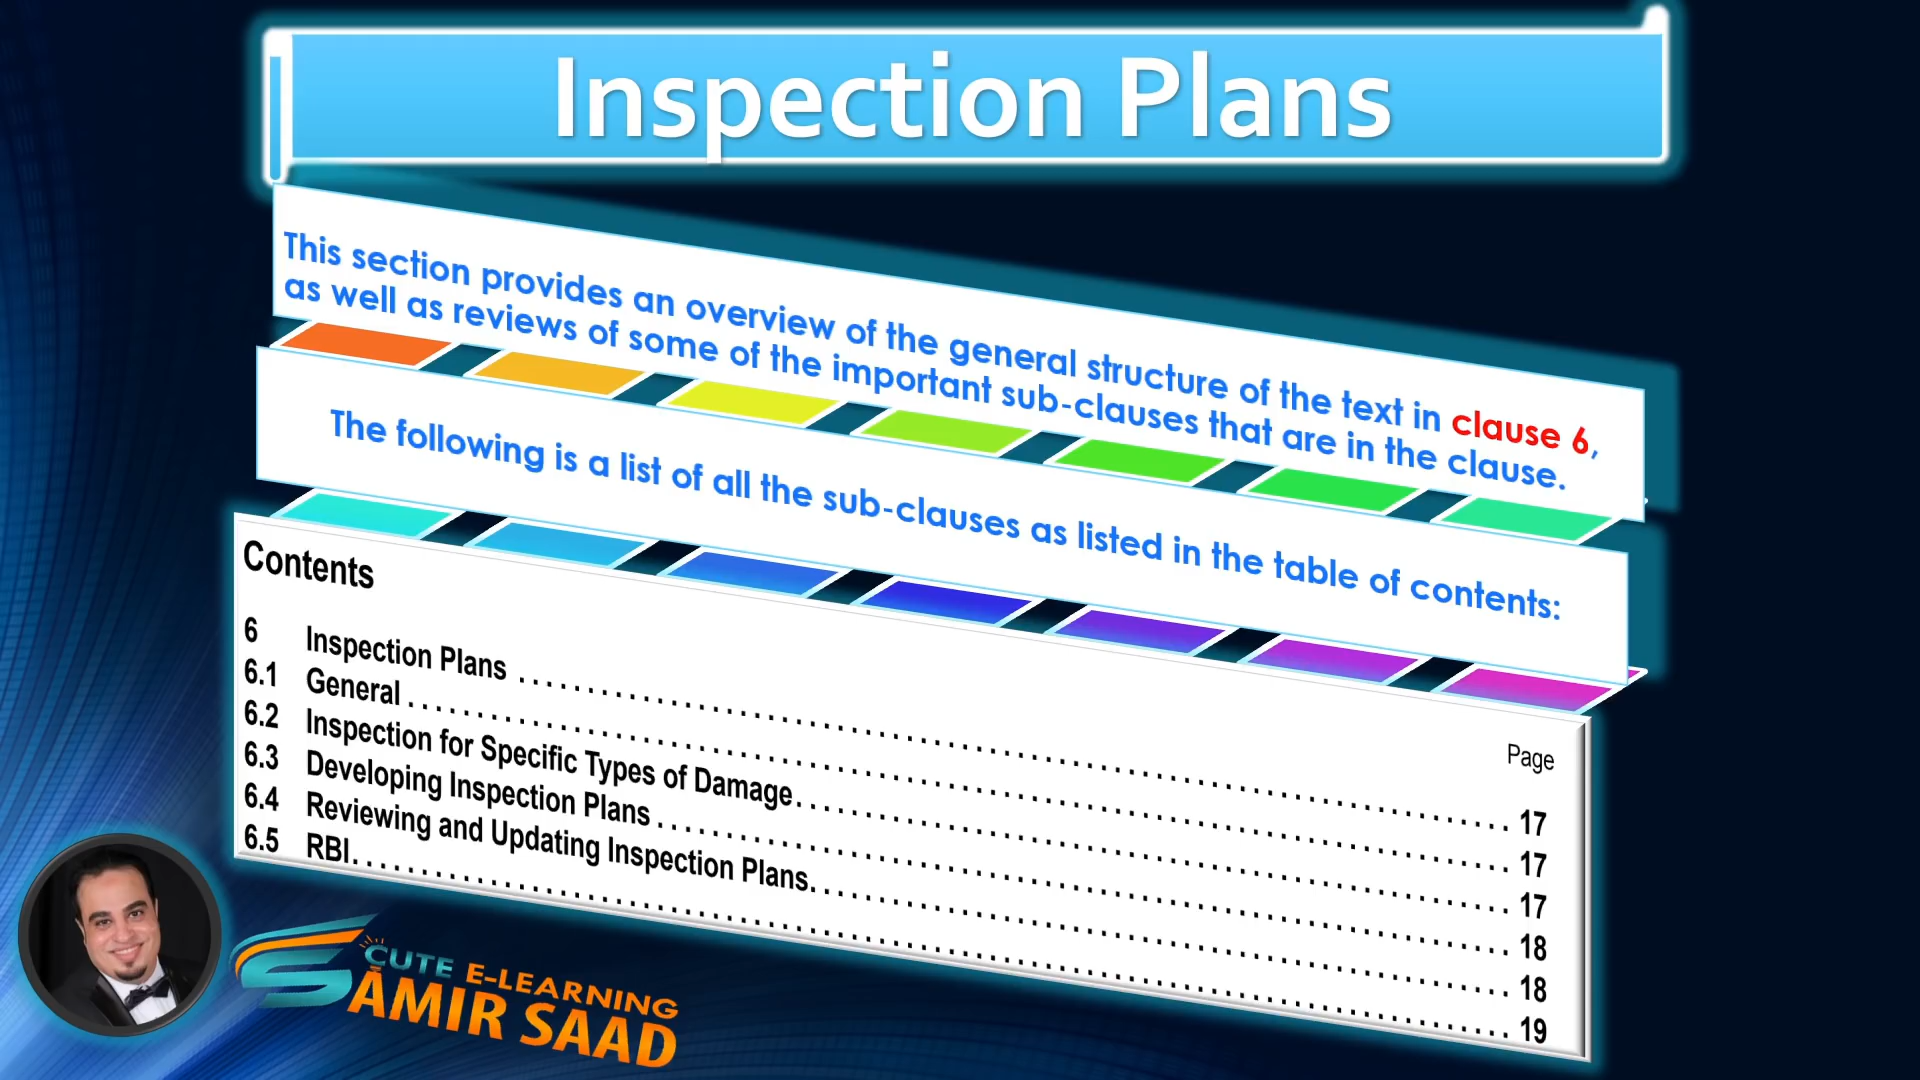 Inspection Plans
This section provides an overview of the general structure of the text in clause 6,
as well as reviews of some of the important sub-clauses that are in the clause.
The following is a list of all the sub-clauses as listed in the table of contents:
Contents
Page
6 Inspection Plans . . . . . . . . . . . . . . . . . . . . 17
6.1 General . . . . . . . . . . . . . . . . . . . . 17
6.2 Inspection for Specific Types of Damage. . . . . . . . . . . . . . . . . . . . 17
6.3 Developing Inspection Plans . . . . . . . . . . . . . . . . . . . . 18
6.4 Reviewing and Updating Inspection Plans. . . . . . . . . . . . . . . . . . . . 18
6.5 RBI. . . . . . . . . . . . . . . . . . . . 19
CUTE E-LEARNING
SAMIR SAAD